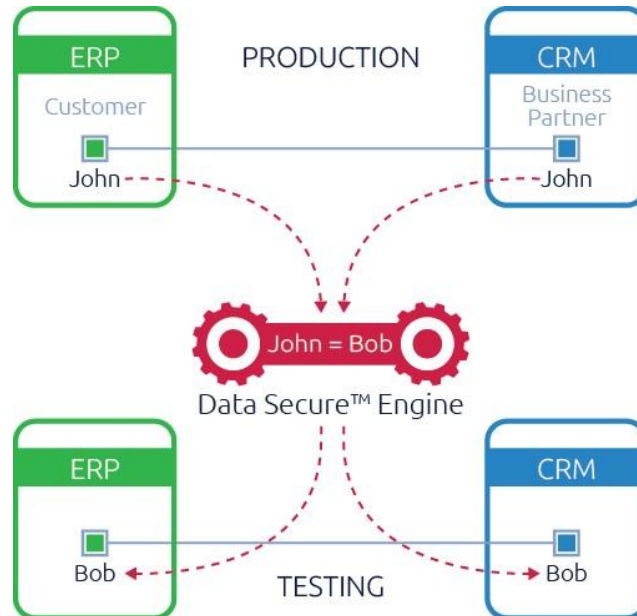 ERP
PRODUCTION
CRM
Customer
Business
Partner
John
John
John = Bob
Data Secure™ Engine
ERP
CRM
Bob
Bob
TESTING